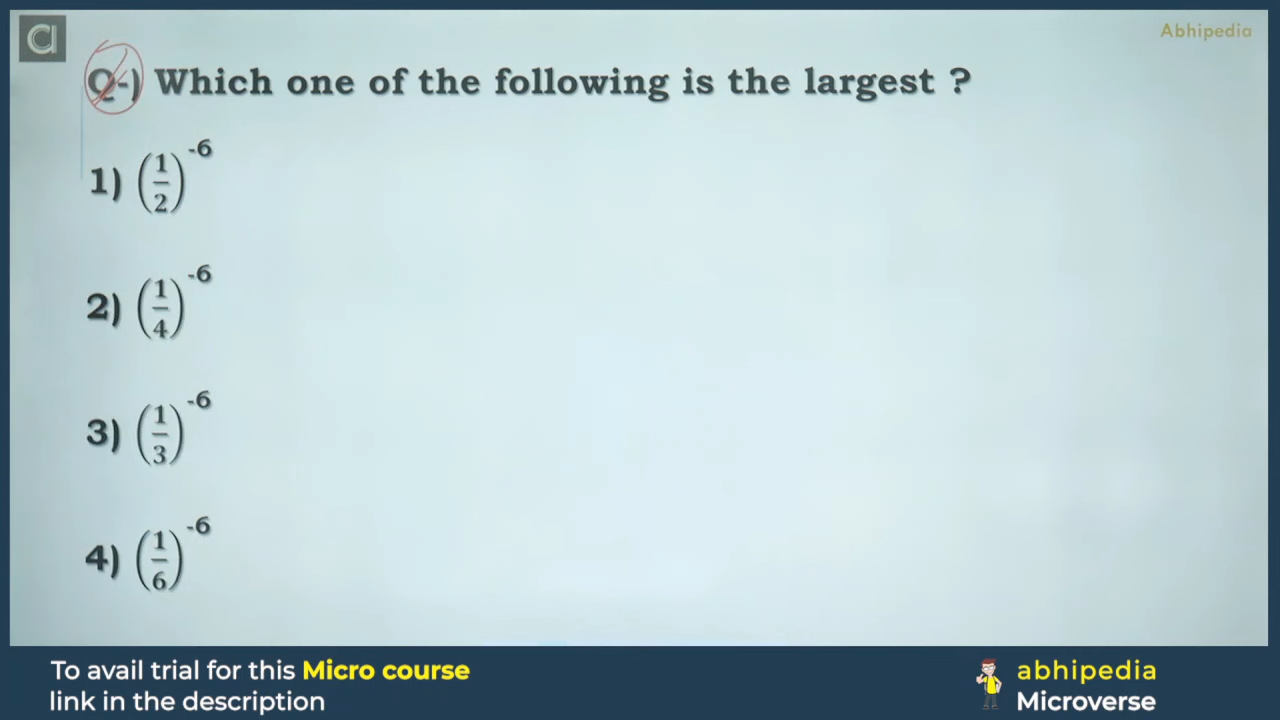 Abhipedia
Q-) Which one of the following is the largest ?
1) (1/2)^-6
2) (1/4)^-6
3) (1/3)^-6
4) (1/6)^-6
To avail trial for this Micro course
link in the description
abhipedia
Microverse